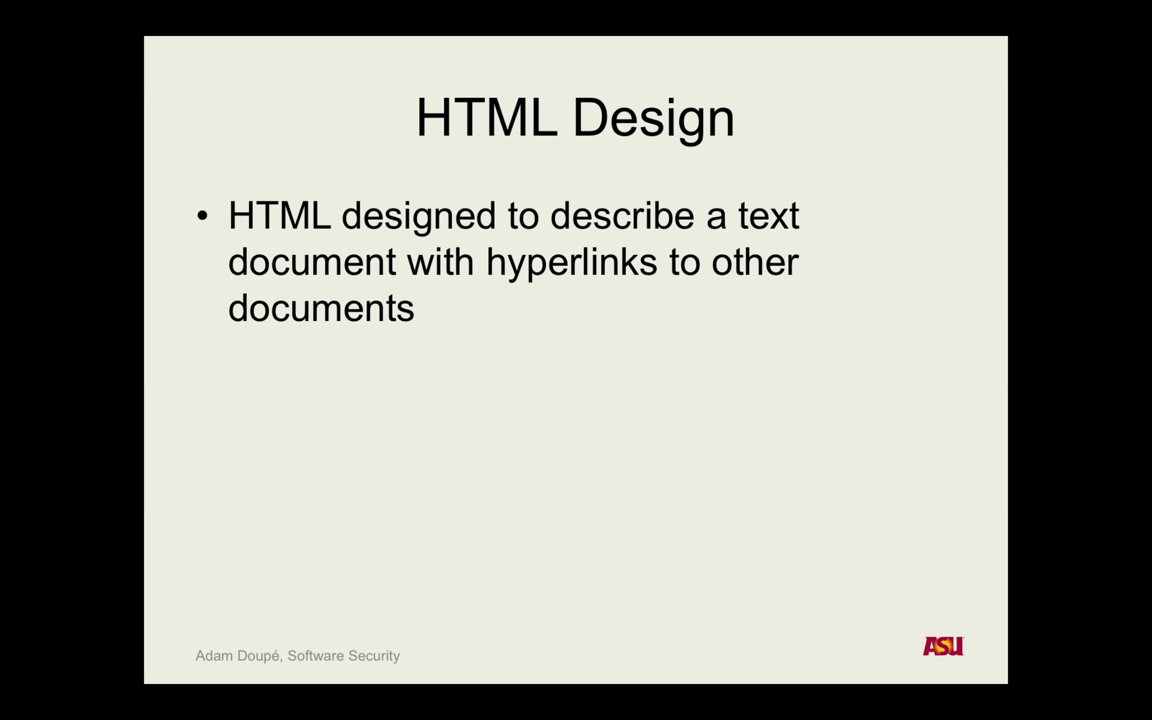 HTML Design
• HTML designed to describe a text
document with hyperlinks to other
documents
Adam Doupé, Software Security
ASU